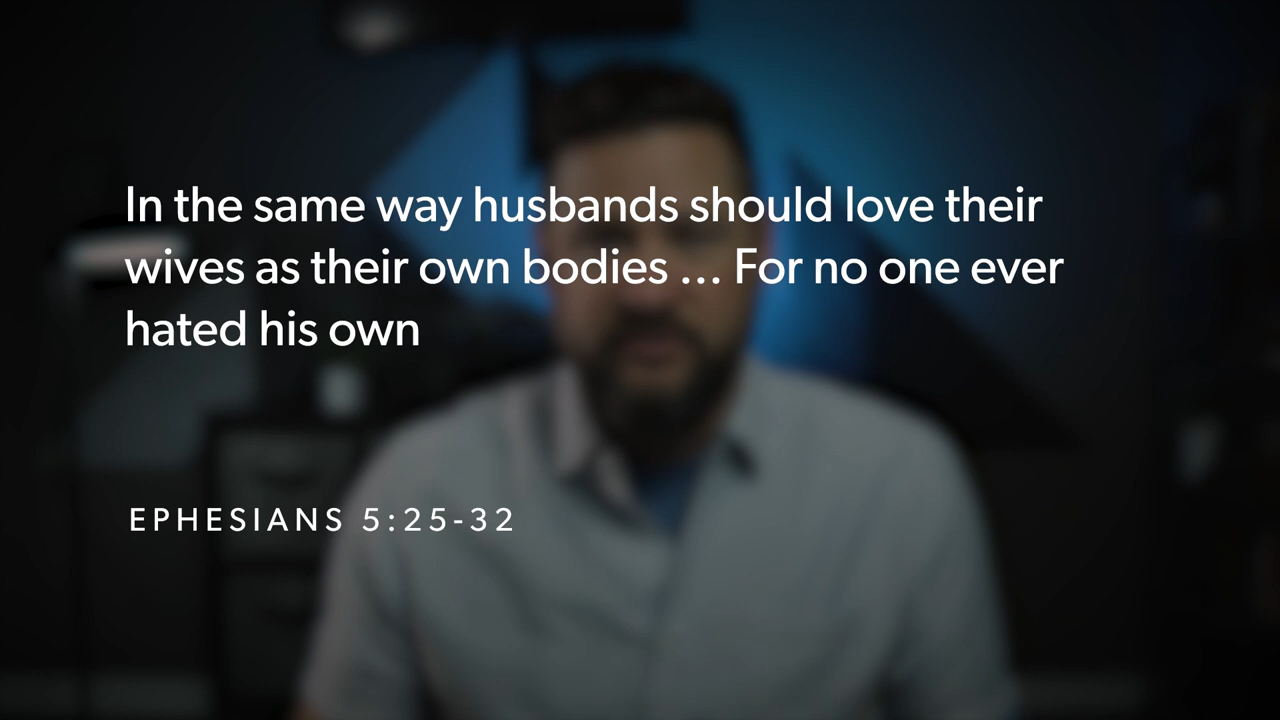 In the same way husbands should love their
wives as their own bodies ... For no one ever
hated his own
EPHESIANS 5:25-32